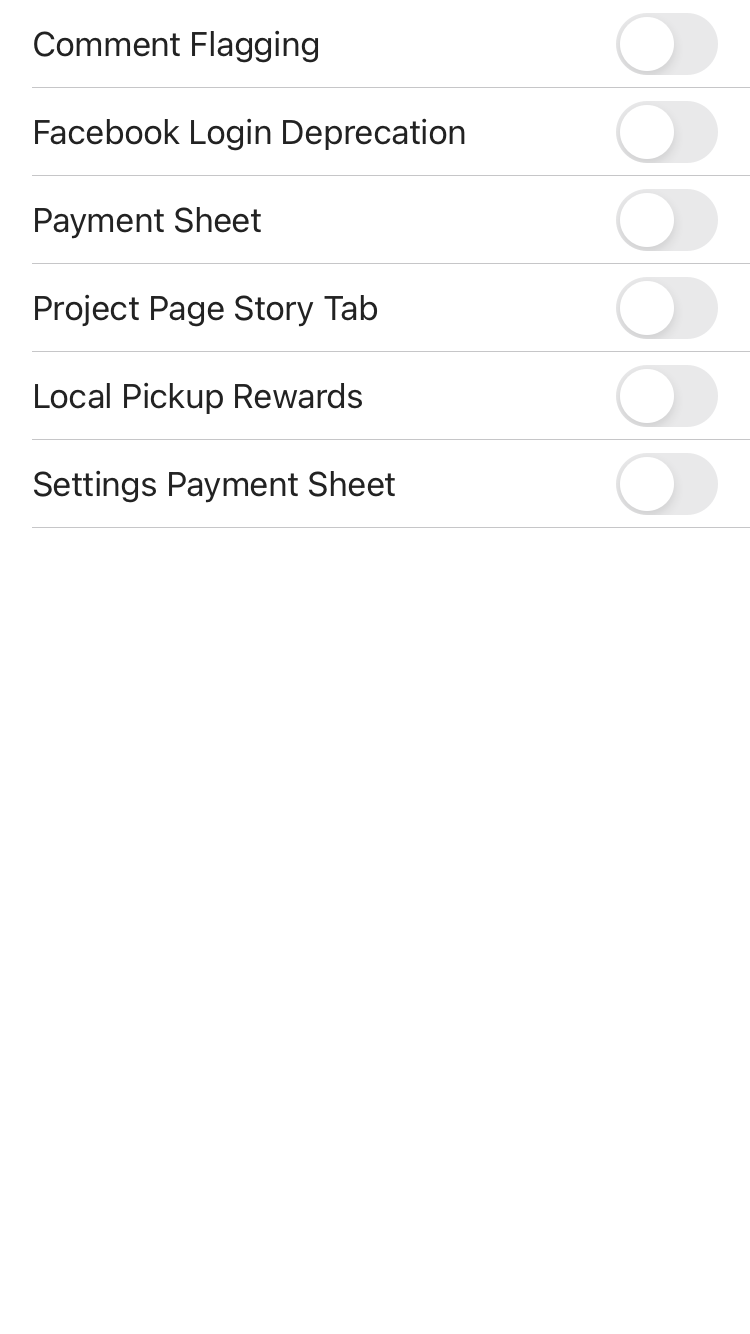 Comment Flagging
Facebook Login Deprecation
Payment Sheet
Project Page Story Tab
Local Pickup Rewards
Settings Payment Sheet